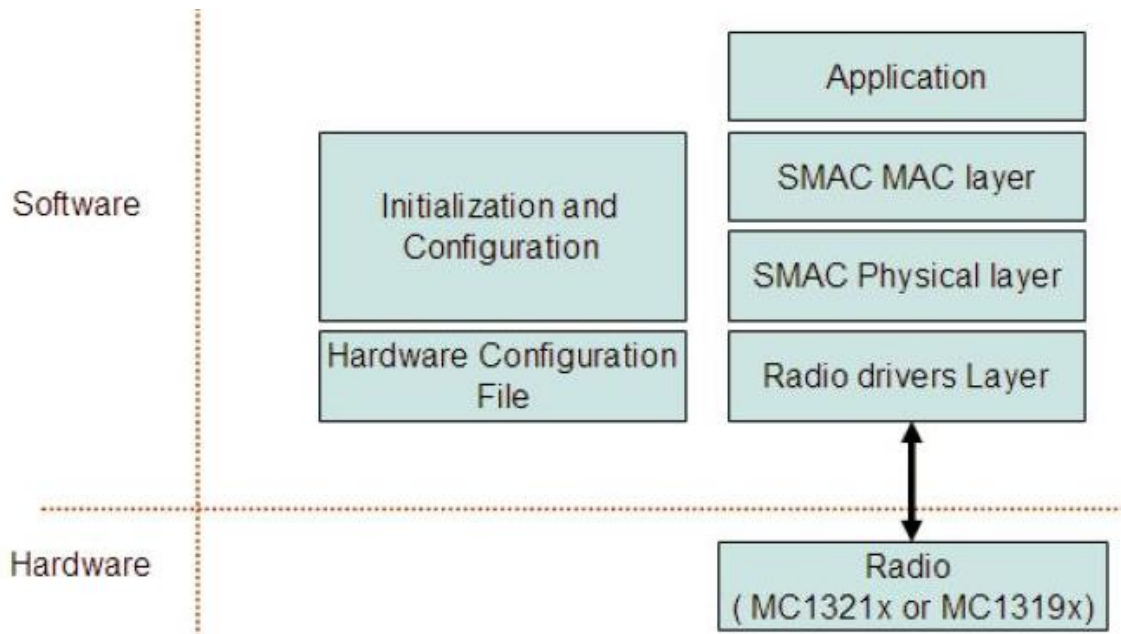 Application
SMAC MAC layer
Software
Initialization and
Configuration
SMAC Physical layer
Hardware Configuration
File
Radio drivers Layer
Hardware
Radio
( MC1321x or MC1319x)